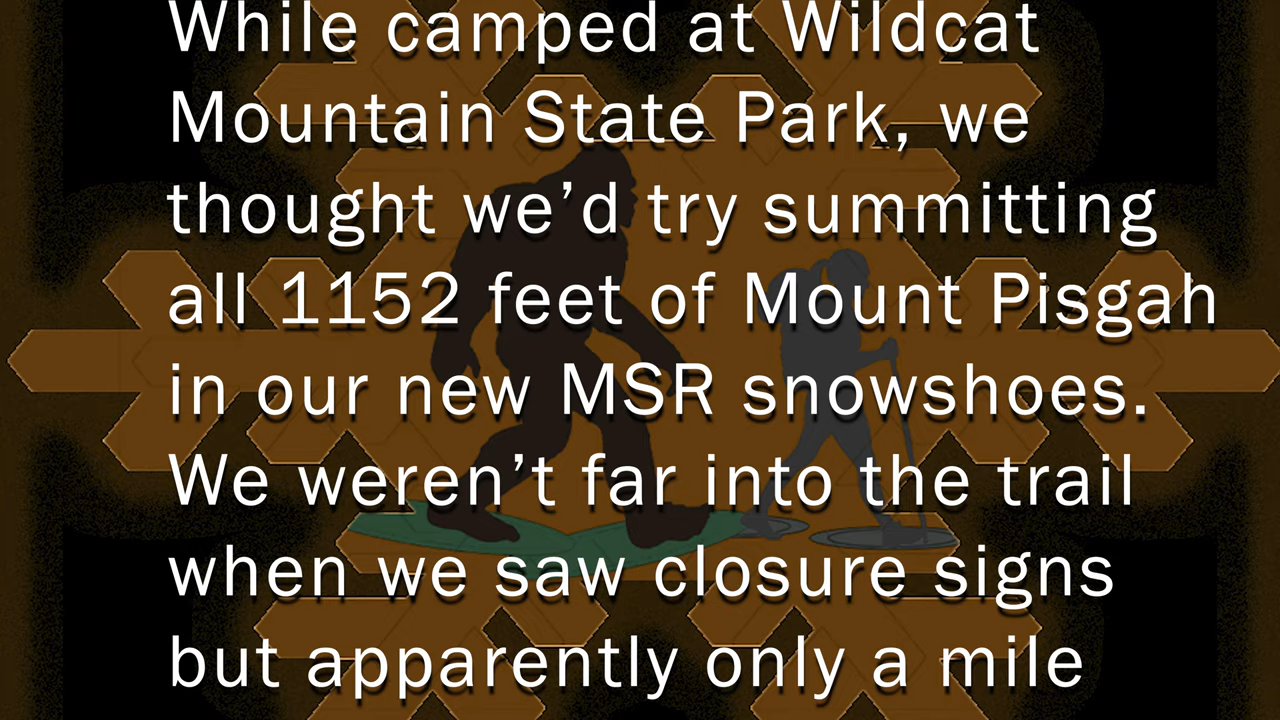 While camped at Wildcat
Mountain State Park, we
thought we’d try summitting
all 1152 feet of Mount Pisgah
in our new MSR snowshoes.
We weren’t far into the trail
when we saw closure signs
but apparently only a mile